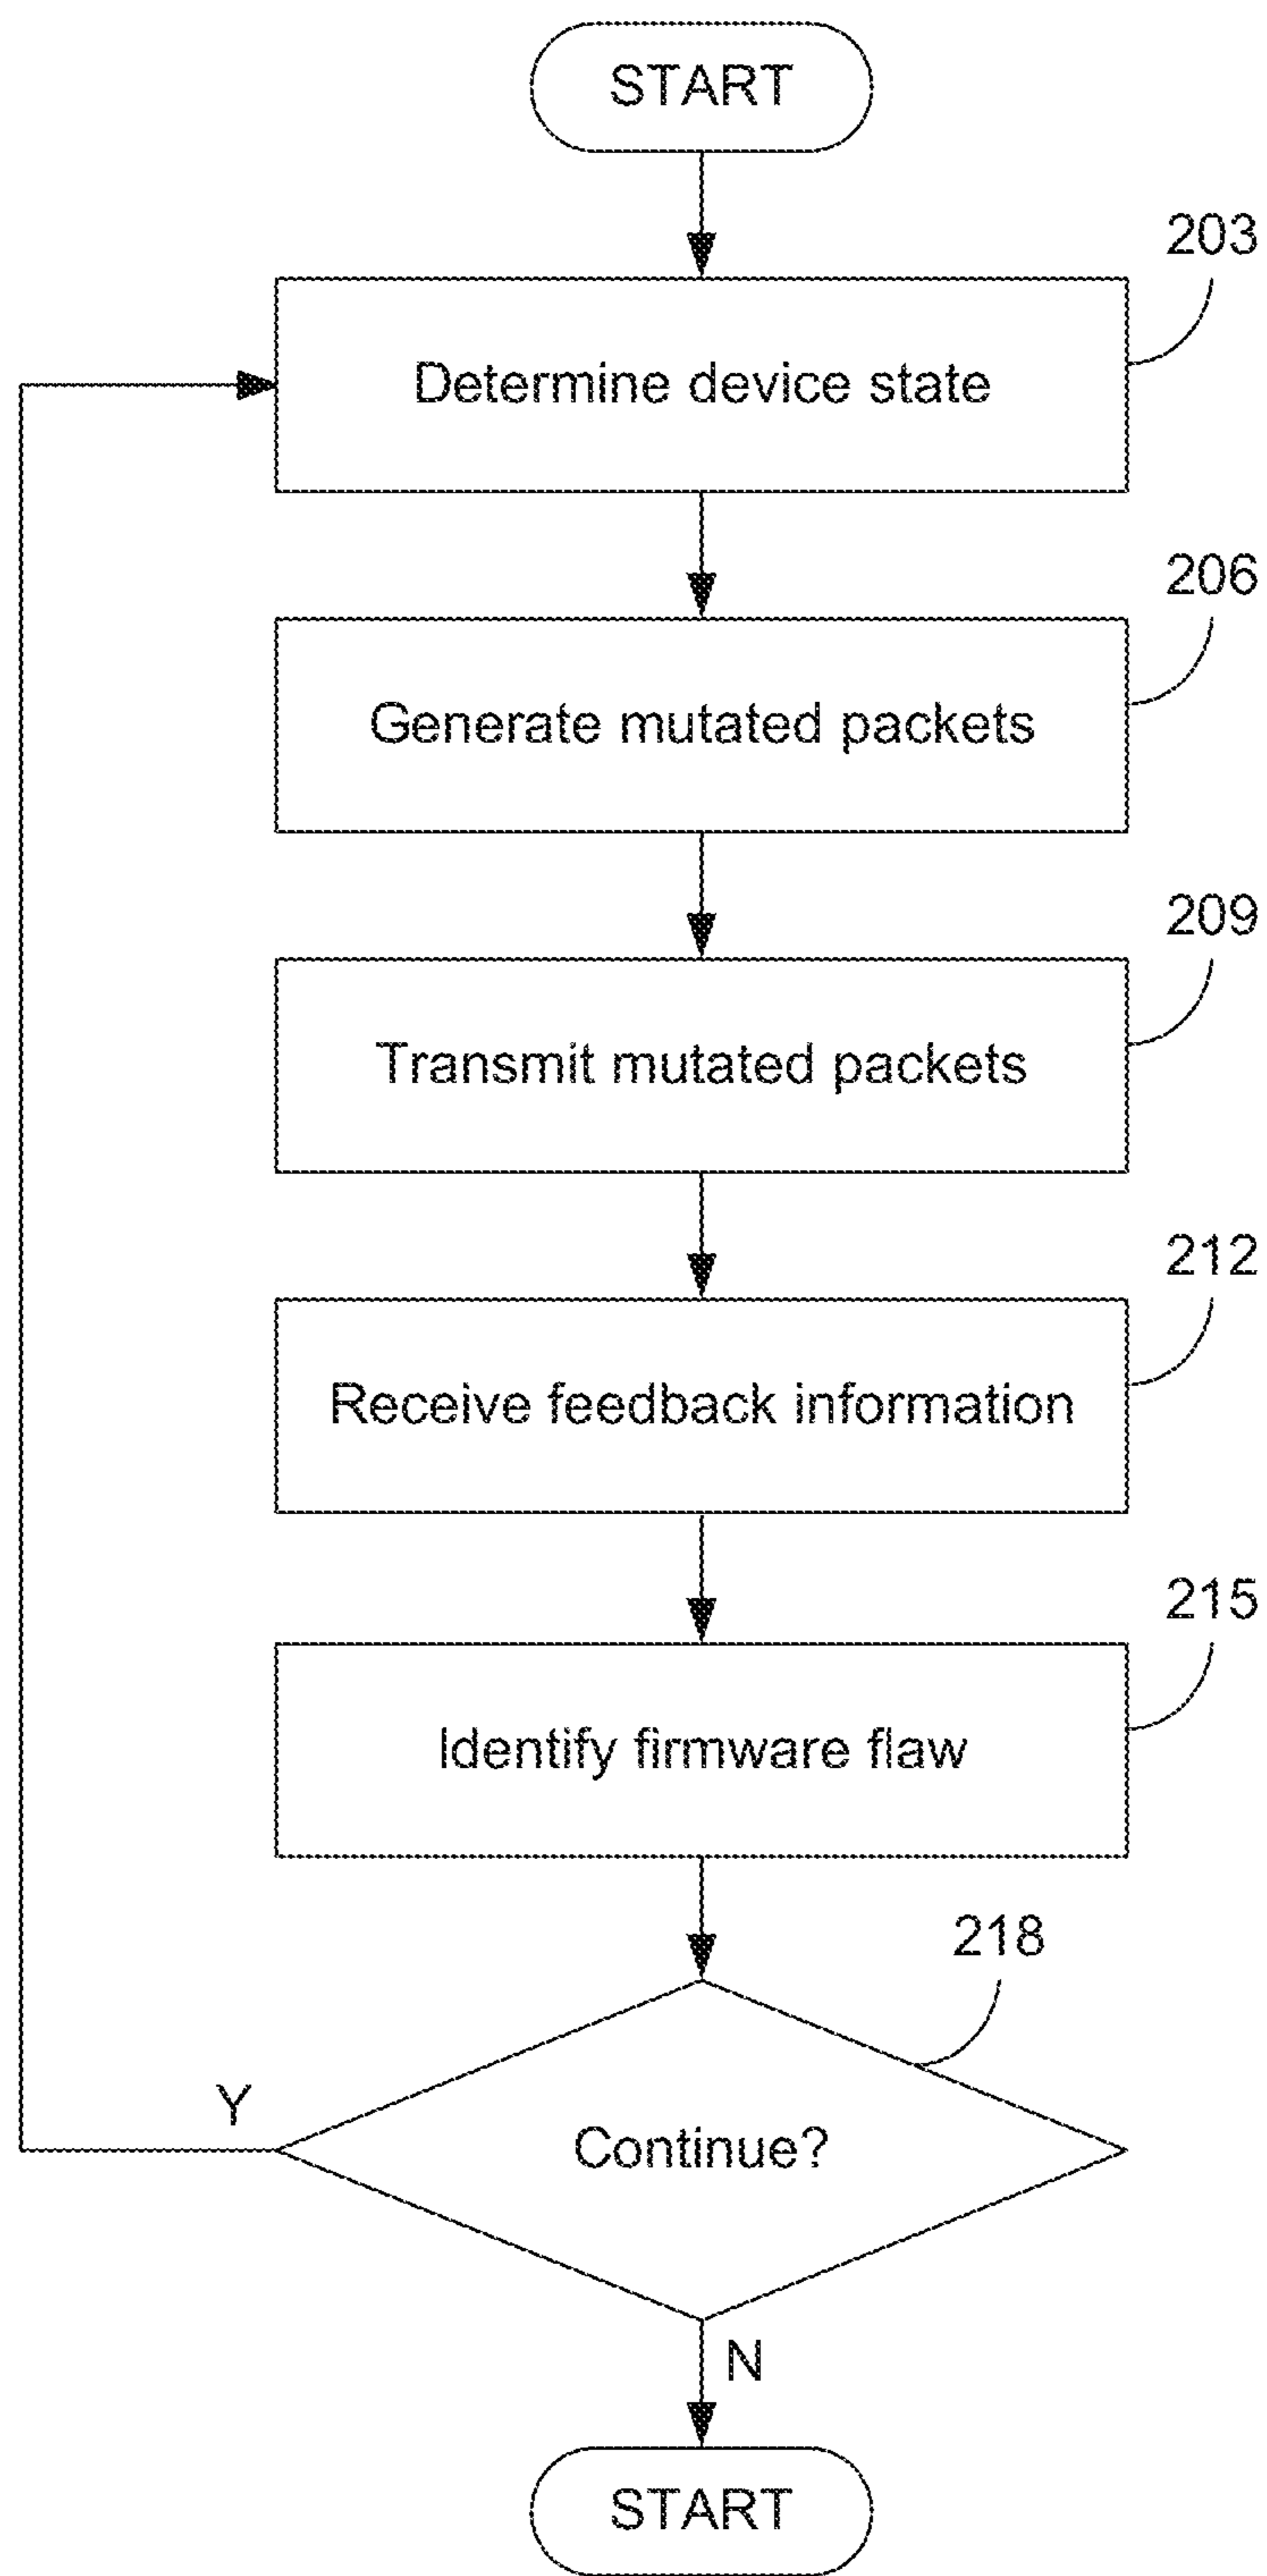 START
203
Determine device state
206
Generate mutated packets
209
Transmit mutated packets
212
Receive feedback information
215
Identify firmware flaw
218
Y
Continue?
N
START